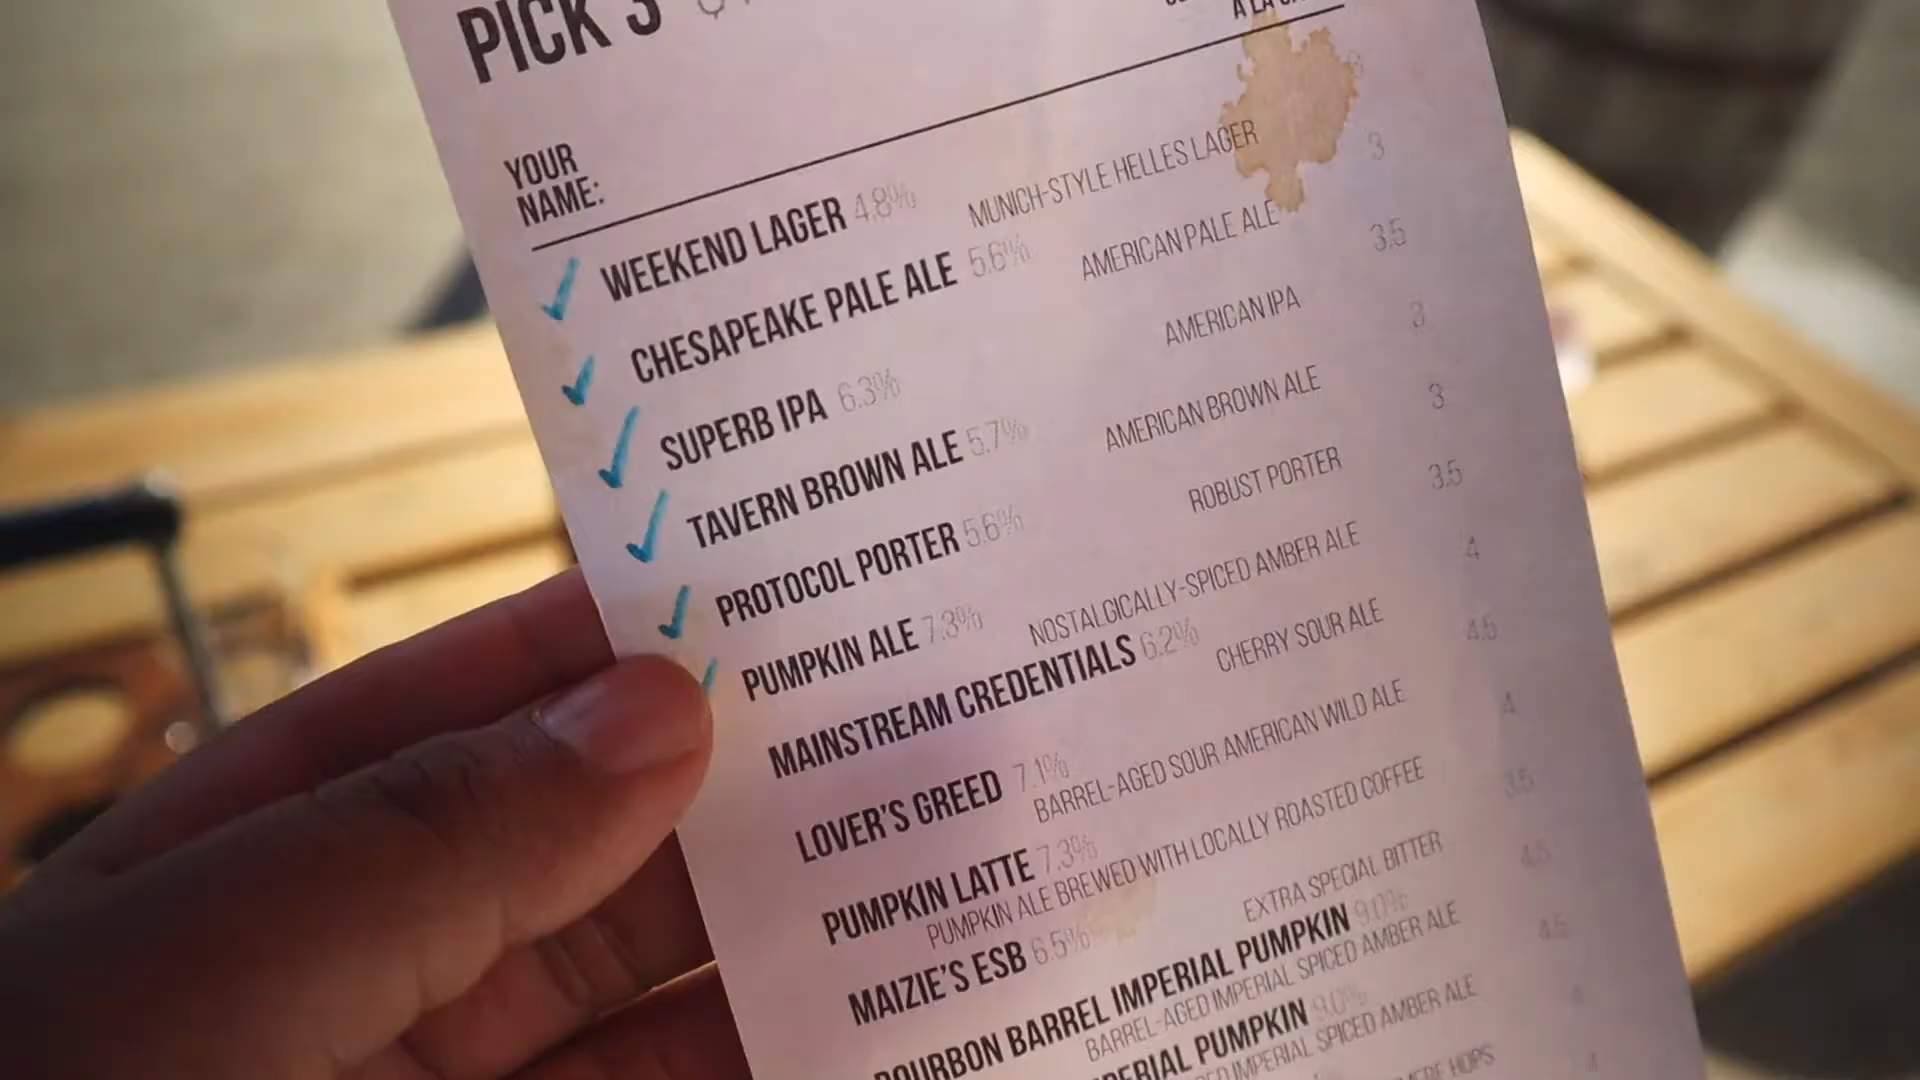 PICK 3
A LA
YOUR
NAME:
WEEKEND LAGER 4.8% MUNICH-STYLE HELLES LAGER 3
CHESAPEAKE PALE ALE 5.6% AMERICAN PALE ALE 3.5
SUPERB IPA 6.3% AMERICAN IPA 3
TAVERN BROWN ALE 5.7% AMERICAN BROWN ALE 3
PROTOCOL PORTER 5.6% ROBUST PORTER 3.5
PUMPKIN ALE 7.3% NOSTALGICALLY-SPICED AMBER ALE 4
MAINSTREAM CREDENTIALS 6.2% CHERRY SOUR ALE 4.5
LOVER'S GREED 7.1% BARREL-AGED SOUR AMERICAN WILD ALE 4
PUMPKIN LATTE 7.3% 3.5
PUMPKIN ALE BREWED WITH LOCALLY ROASTED COFFEE
MAIZIE'S ESB 6.5% EXTRA SPECIAL BITTER 4.5
BOURBON BARREL IMPERIAL PUMPKIN 9.0% 4.5
BARREL-AGED IMPERIAL SPICED AMBER ALE
PUMPKIN 9.0%
IMPERIAL SPICED AMBER ALE
HOPS 4